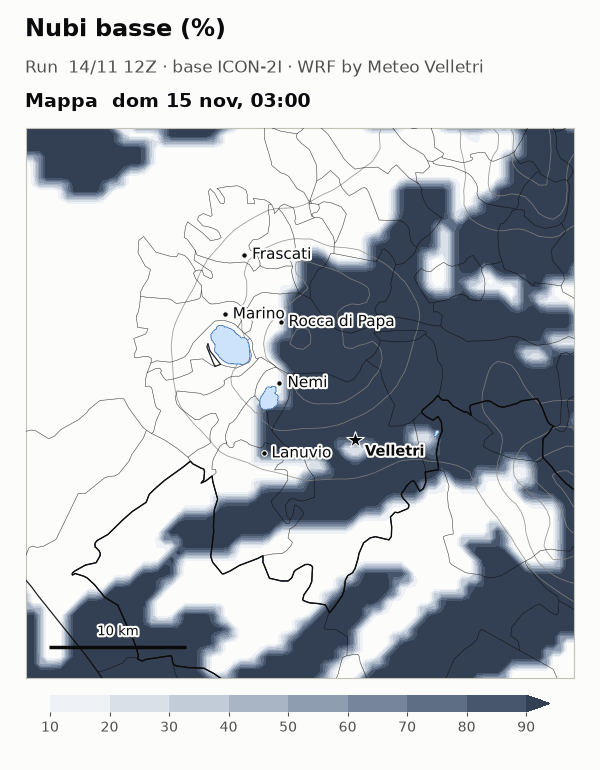 Nubi basse (%)
Run  14/11 12Z · base ICON-2I · WRF by Meteo Velletri
Mappa  dom 15 nov, 03:00
Frascati
Marino
Rocca di Papa
Nemi
Velletri
Lanuvio
10 km
10 20 30 40 50 60 70 80 90